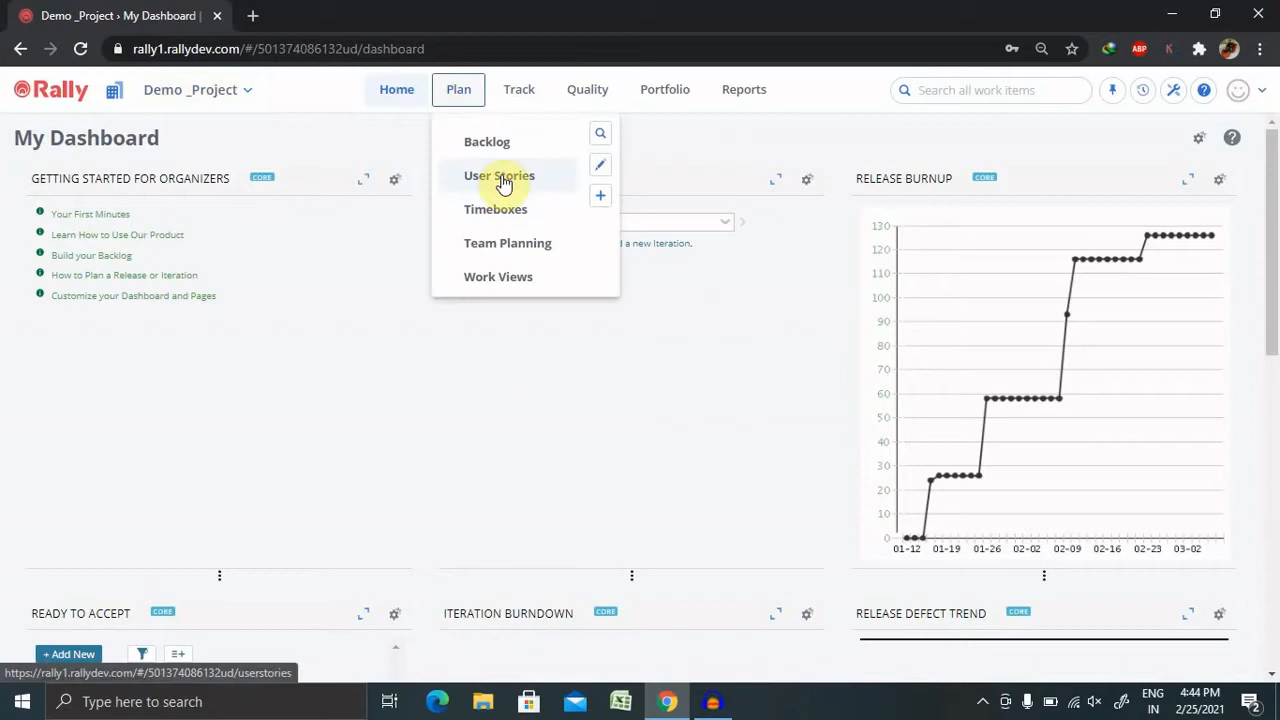 Demo _Project › My Dashboard |
rally1.rallydev.com/#/501374086132ud/dashboard
ABP
K
Rally
Demo _Project
Home
Plan
Track
Quality
Portfolio
Reports
Search all work items
My Dashboard
Backlog
User Stories
Timeboxes
Team Planning
Work Views
GETTING STARTED FOR ORGANIZERS
CORE
Your First Minutes
Learn How to Use Our Product
Build your Backlog
How to Plan a Release or Iteration
Customize your Dashboard and Pages
d a new Iteration.
RELEASE BURNUP
CORE
130
120
110
100
90
80
70
60
50
40
30
20
10
0
01-12 01-19 01-26 02-02 02-09 02-16 02-23 03-02
READY TO ACCEPT
CORE
+ Add New
ITERATION BURNDOWN
CORE
RELEASE DEFECT TREND
CORE
https://rally1.rallydev.com/#/501374086132ud/userstories
Type here to search
ENG
IN
4:44 PM
2/25/2021
2